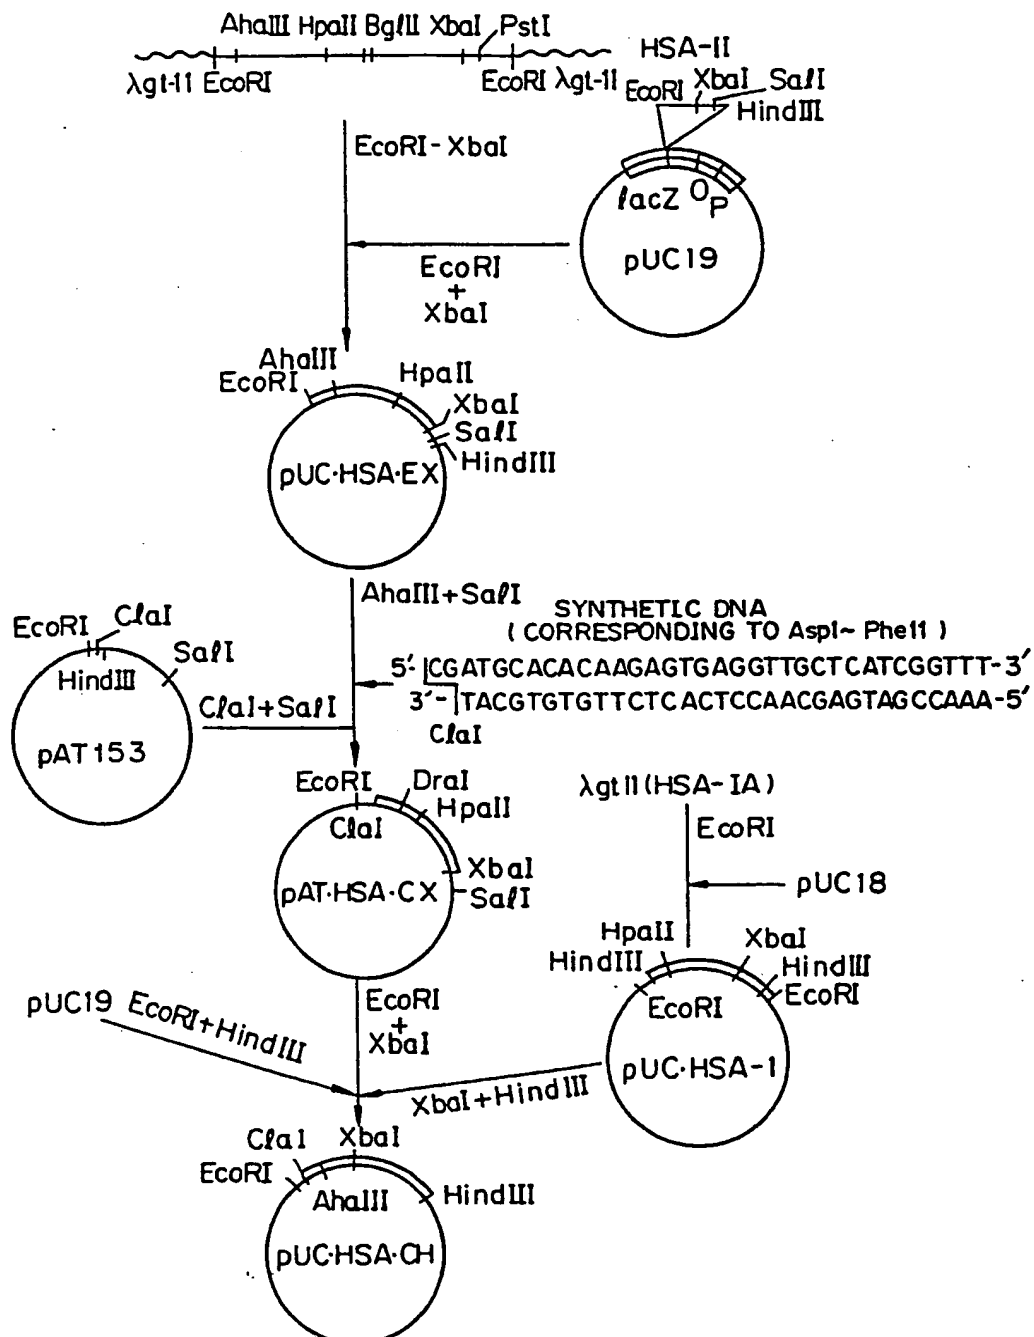 AhaIII HpaII BglII XbaI PstI
λgt-11 EcoRI
EcoRI λgt-11
HSA-II
EcoRI XbaI SalI
HindIII
EcoRI-XbaI
lacZ O P
pUC19
EcoRI
+
XbaI
AhaIII
EcoRI
HpaII
XbaI
SalI
HindIII
pUC·HSA·EX
AhaIII+SalI
SYNTHETIC DNA
( CORRESPONDING TO Asp1~ Phe11 )
5'- CGATGCACACAAGAGTGAGGTTGCTCATCGGTTT-3'
3'- TACGTGTGTTCTCACTCCAACGAGTAGCCAAA-5'
ClaI
EcoRI ClaI
HindIII
SalI
ClaI+SalI
pAT153
EcoRI DraI
HpaII
ClaI
XbaI
SalI
pAT·HSA·CX
λgt11(HSA-IA)
EcoRI
pUC18
HpaII
HindIII
XbaI
HindIII
EcoRI
EcoRI
pUC·HSA-1
EcoRI
+
XbaI
pUC19 EcoRI+HindIII
XbaI+HindIII
ClaI XbaI
EcoRI
AhaIII
HindIII
pUC·HSA·CH